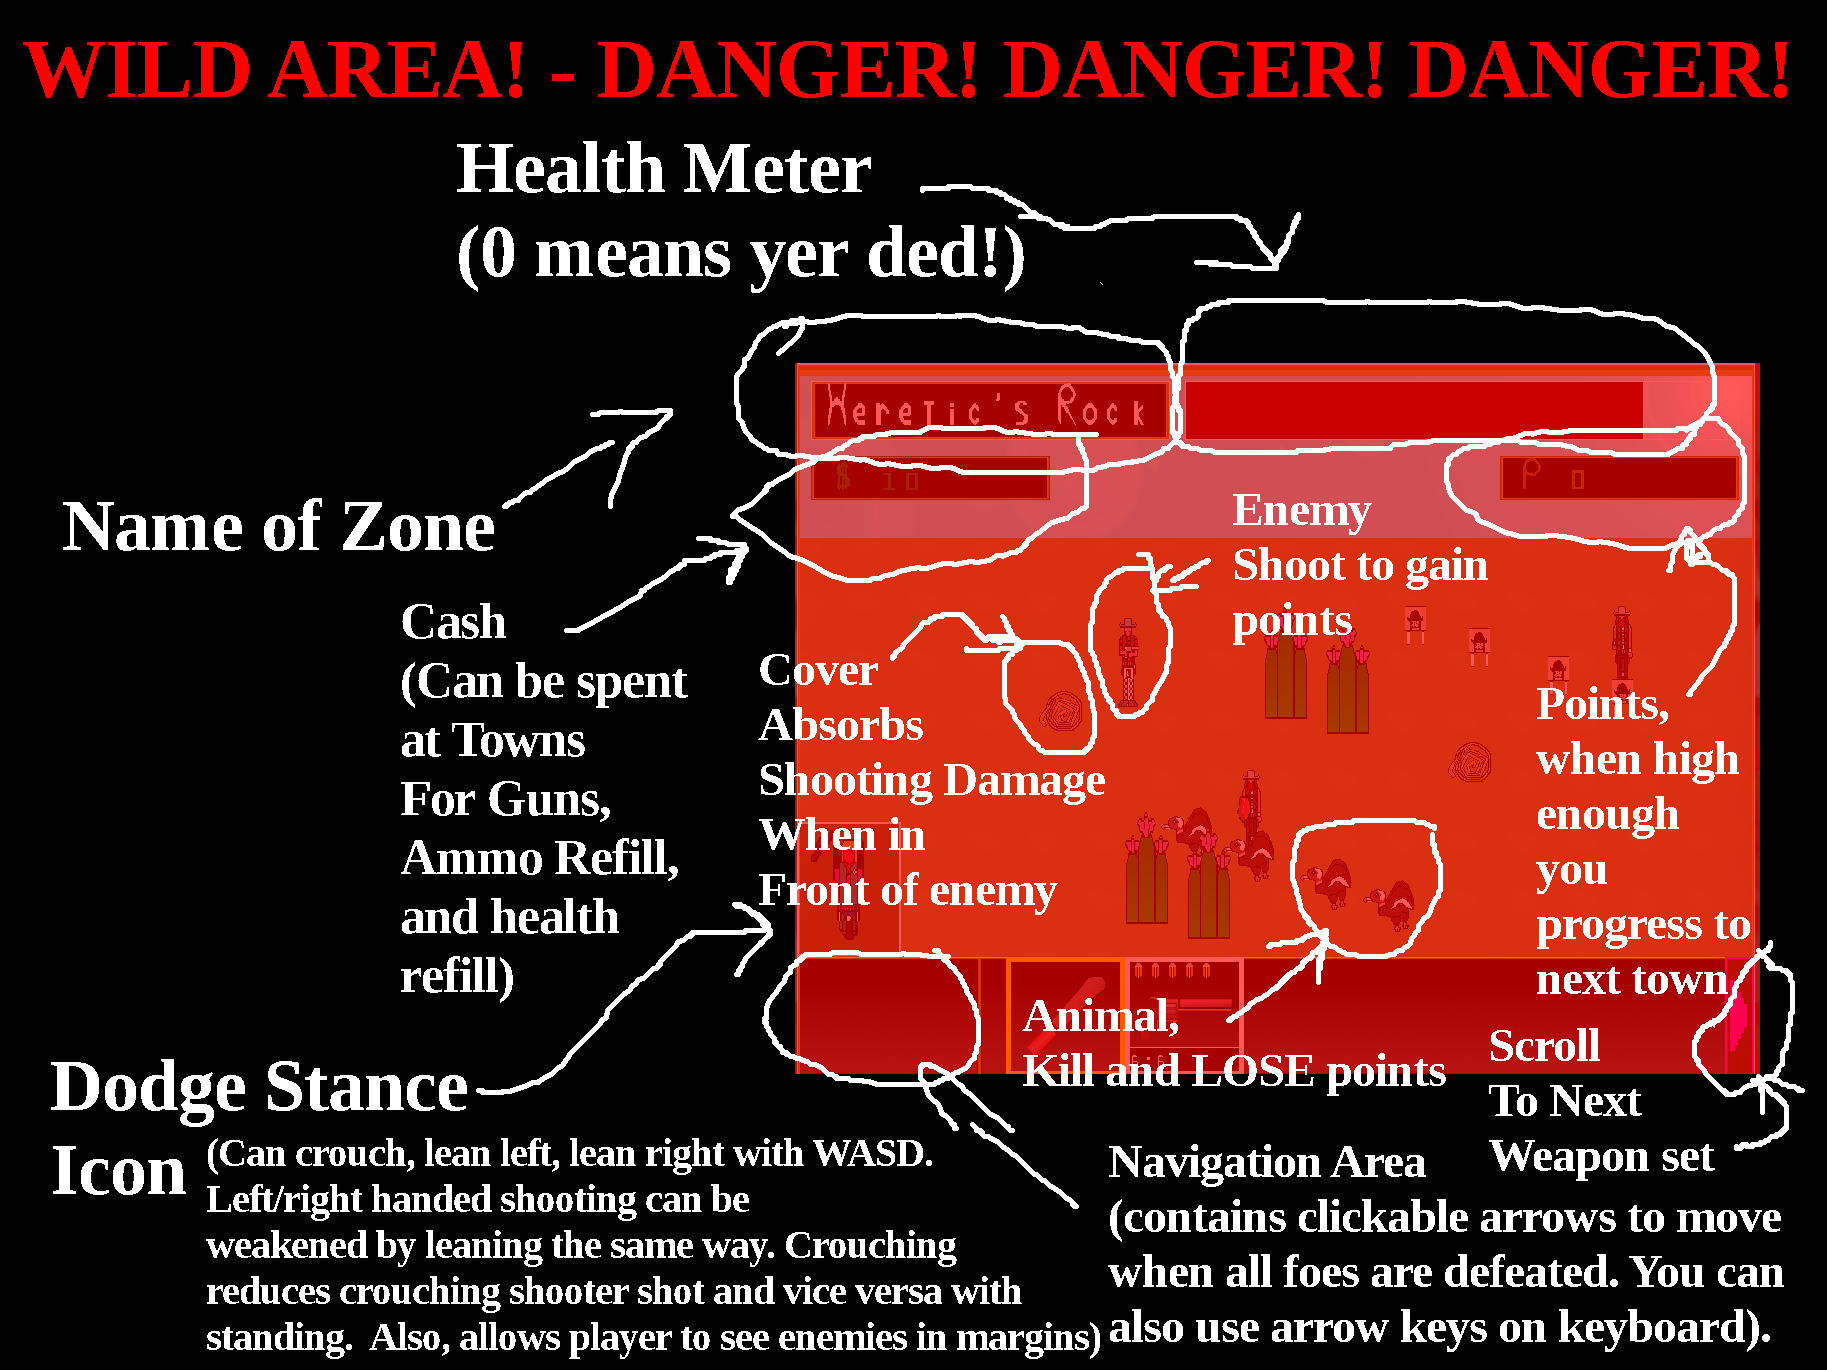 WILD AREA! - DANGER! DANGER! DANGER!
Health Meter
(0 means yer ded!)
Heretic's Rock
$ 10
P 0
Name of Zone
Cash
(Can be spent
at Towns
For Guns,
Ammo Refill,
and health
refill)
Cover
Absorbs
Shooting Damage
When in
Front of enemy
Enemy
Shoot to gain
points
Points,
when high
enough
you
progress to
next town
Animal,
Kill and LOSE points
6:6
Scroll
To Next
Weapon set
Dodge Stance
Icon
(Can crouch, lean left, lean right with WASD.
Left/right handed shooting can be
weakened by leaning the same way. Crouching
reduces crouching shooter shot and vice versa with
standing.  Also, allows player to see enemies in margins)
Navigation Area
(contains clickable arrows to move
when all foes are defeated. You can
also use arrow keys on keyboard).